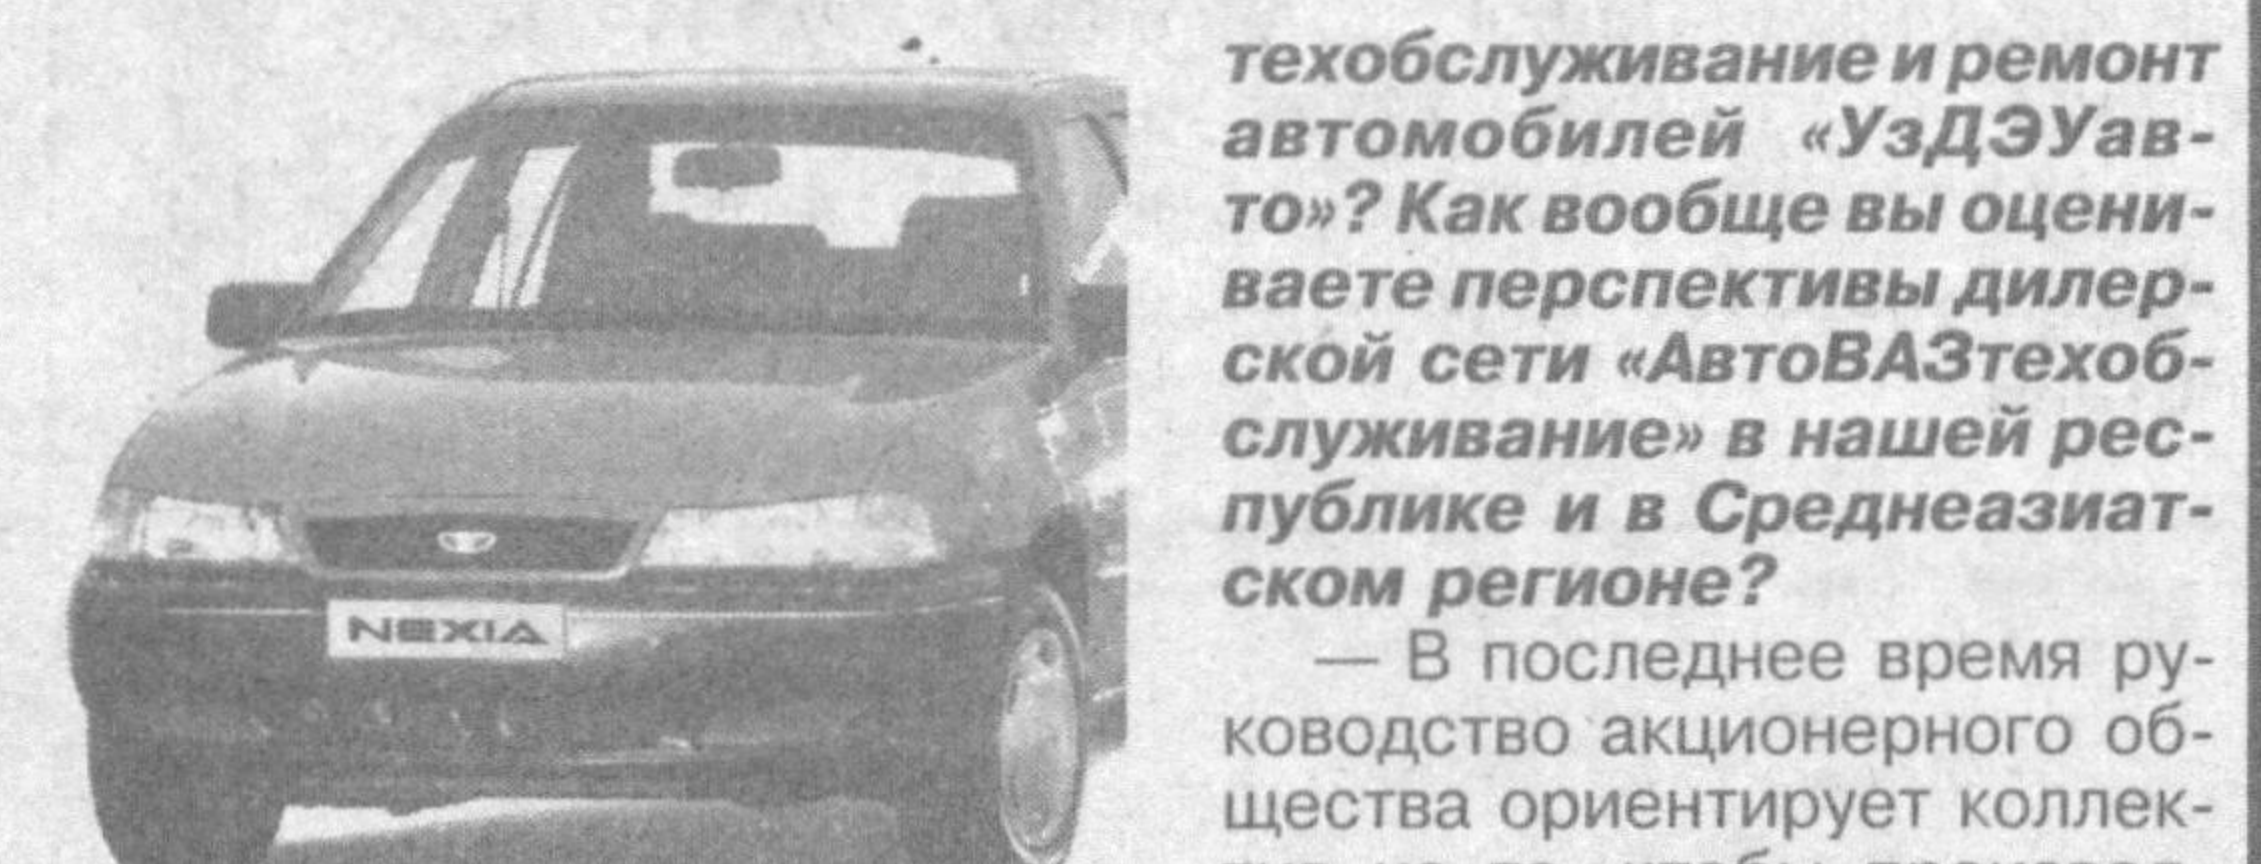 NEXIA
техобслуживание и ремонт
автомобилей «УзДЭУав-
то»? Как вообще вы оцени-
ваете перспективы дилер-
ской сети «АвтоВАЗтехоб-
служивание» в нашей рес-
публике и в Среднеазиат-
ском регионе?
— В последнее время ру-
ководство акционерного об-
щества ориентирует коллек-